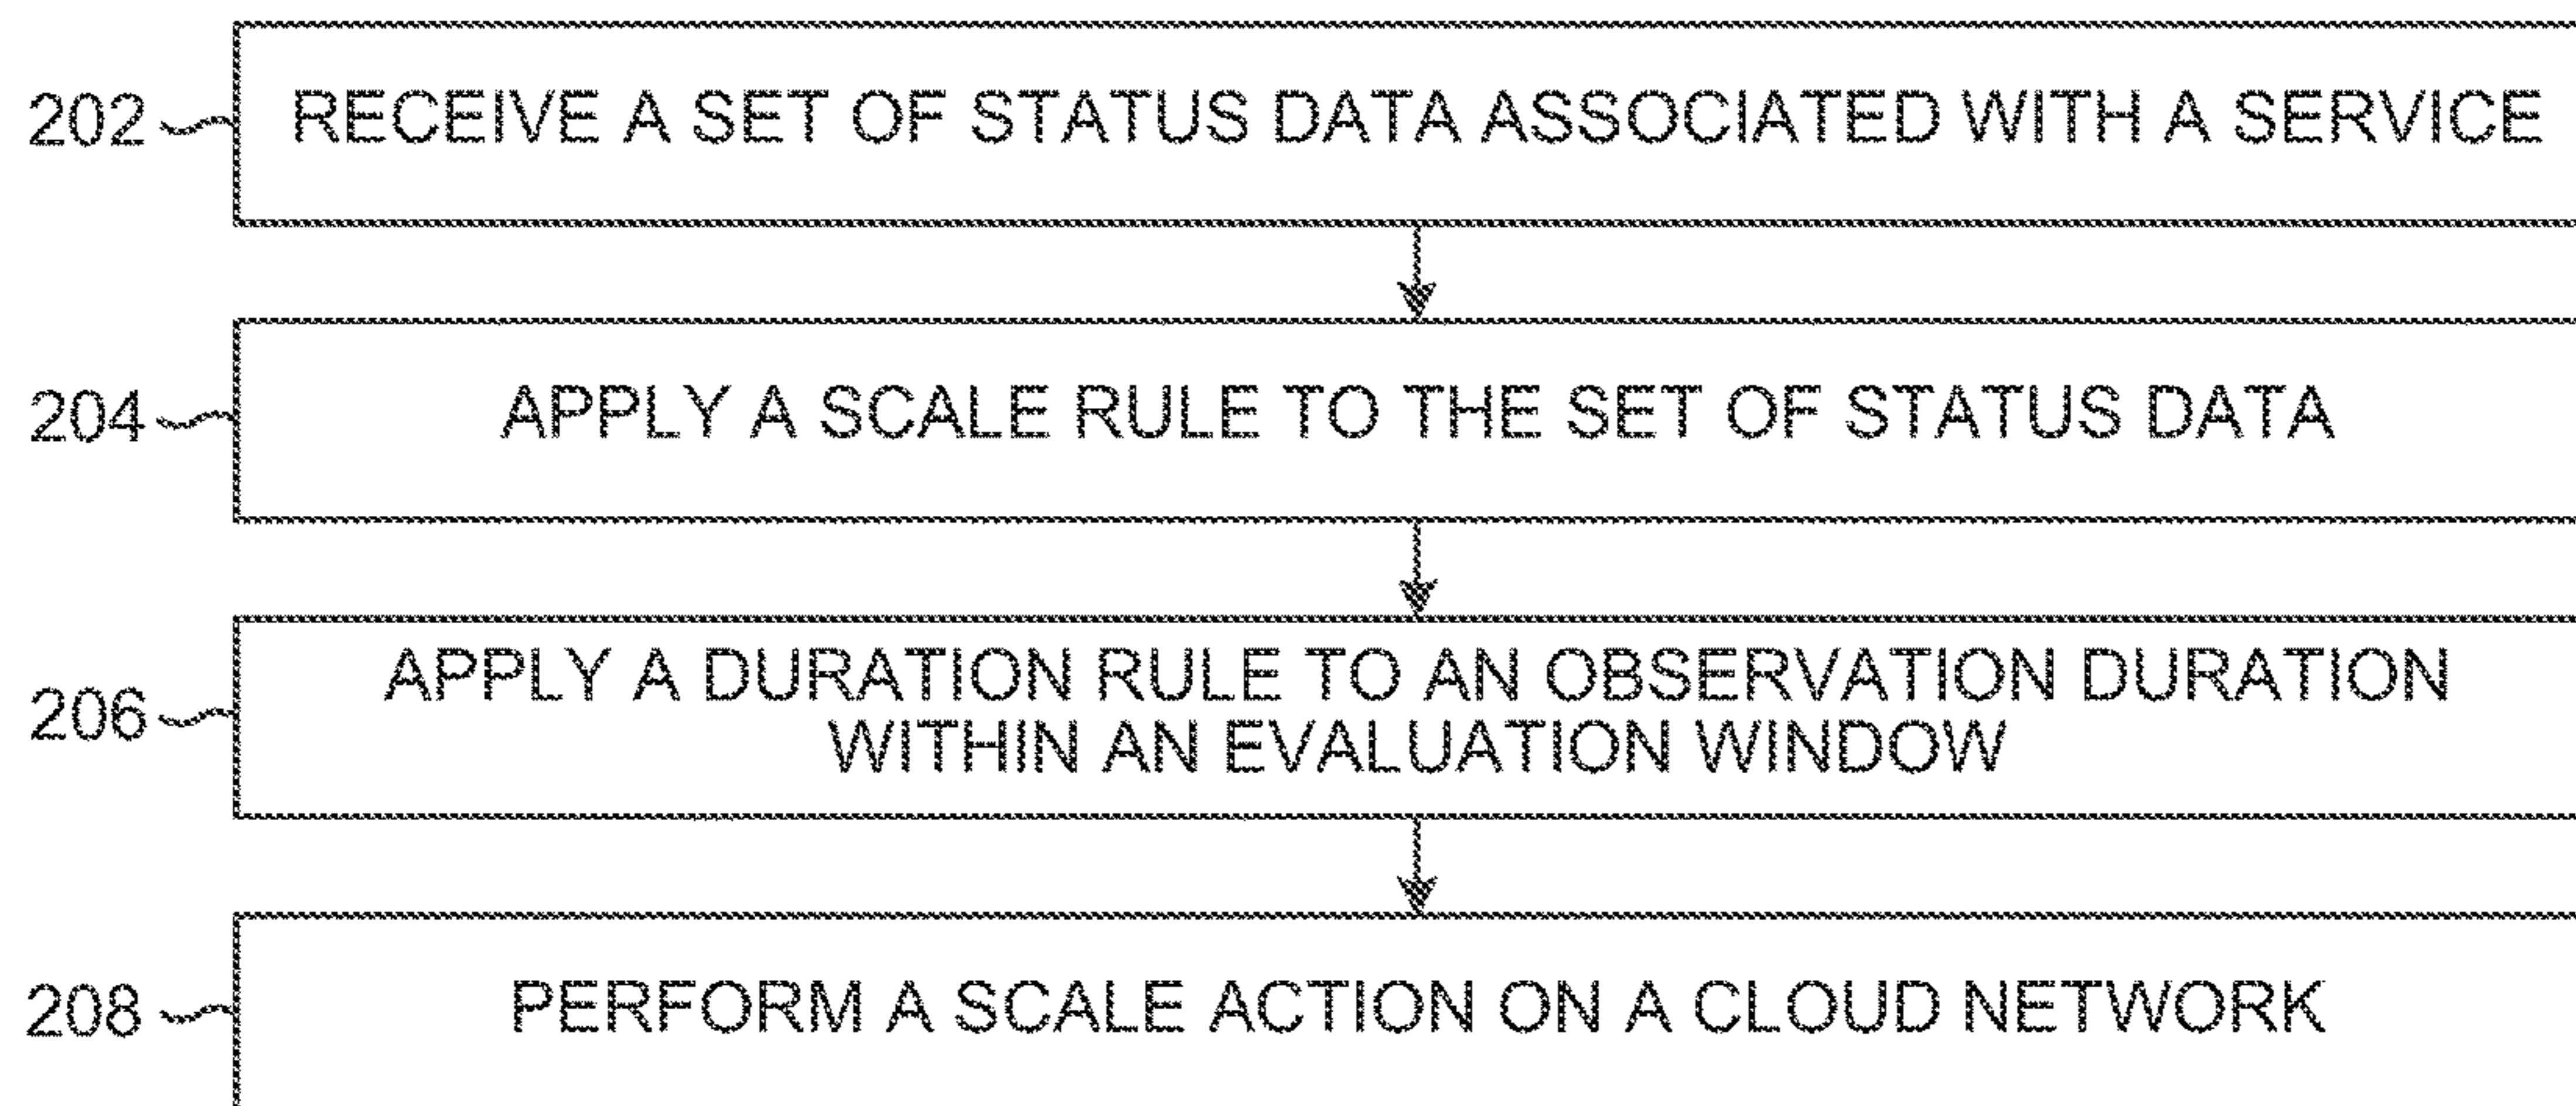 202 RECEIVE A SET OF STATUS DATA ASSOCIATED WITH A SERVICE
204 APPLY A SCALE RULE TO THE SET OF STATUS DATA
206 APPLY A DURATION RULE TO AN OBSERVATION DURATION
WITHIN AN EVALUATION WINDOW
208 PERFORM A SCALE ACTION ON A CLOUD NETWORK